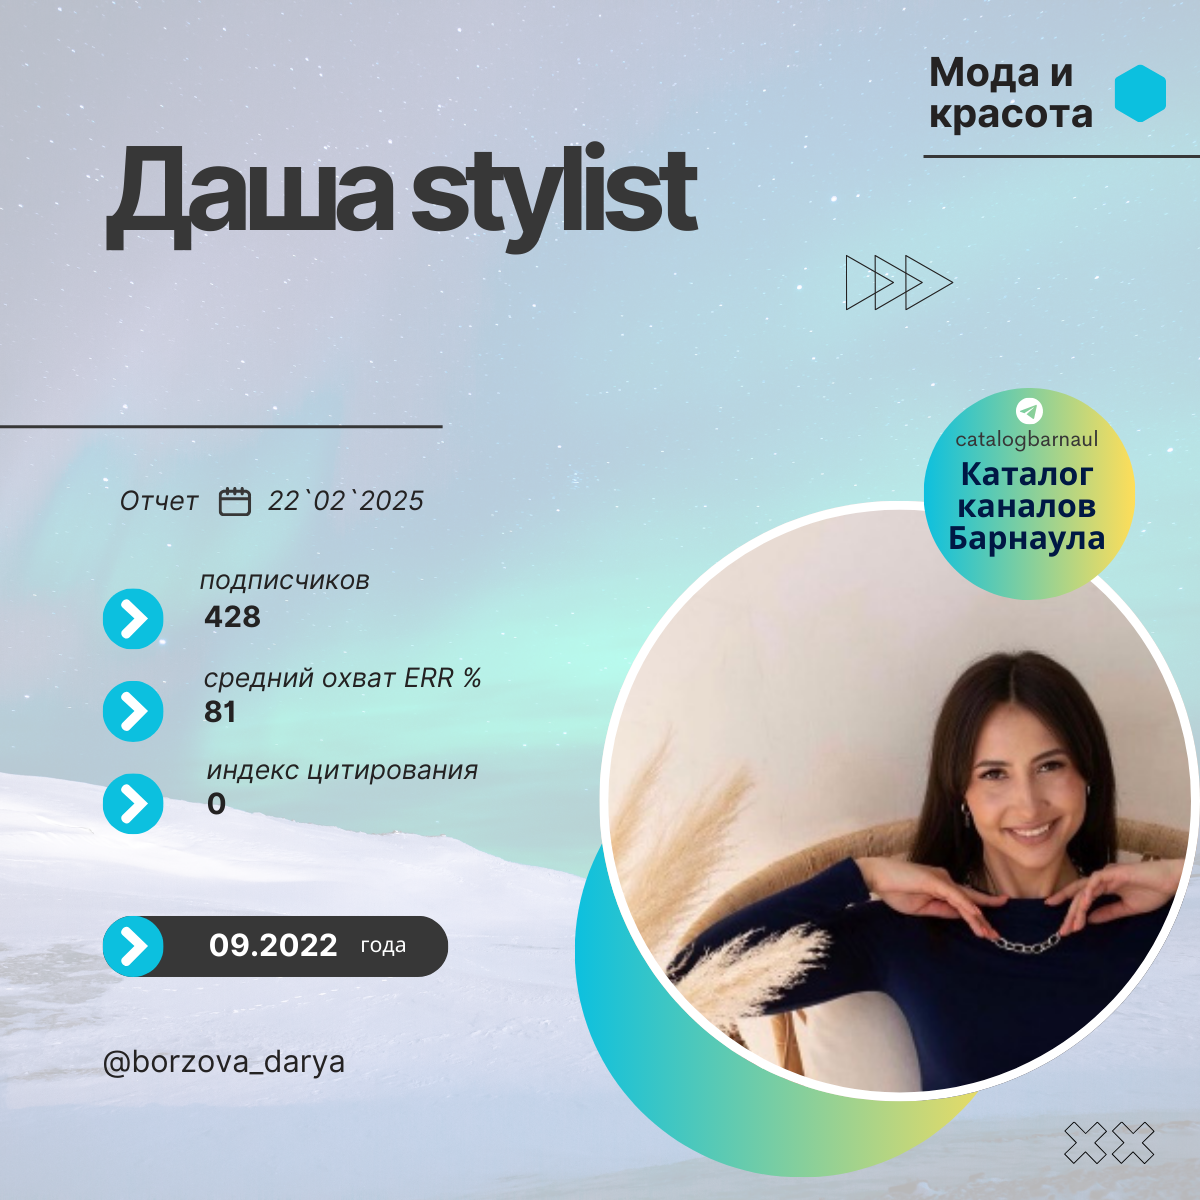 Мода и
красота
Даша stylist
catalogbarnaul
Каталог
каналов
Барнаула
Отчет 22`02`2025
подписчиков
428
средний охват ERR %
81
индекс цитирования
0
09.2022 года
@borzova_darya